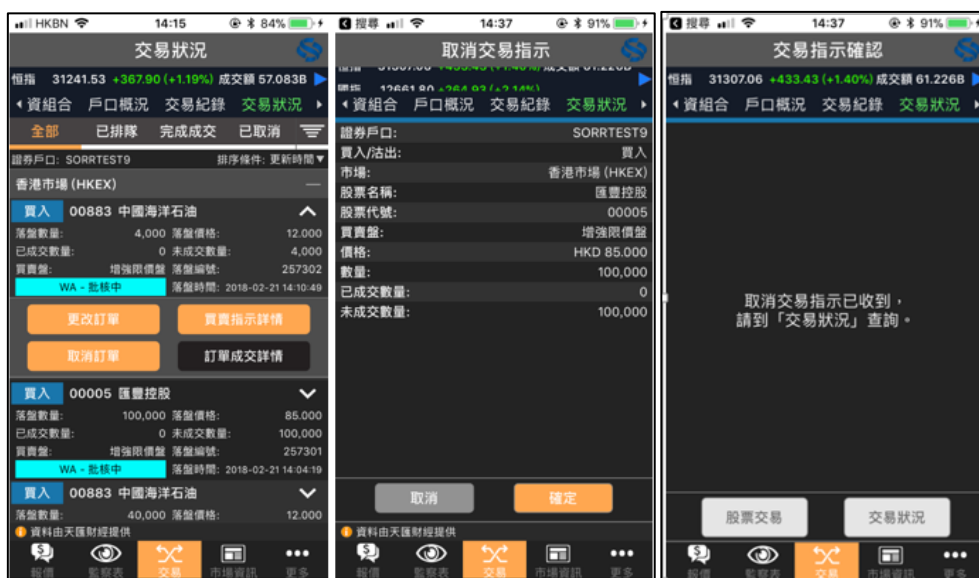 HKBN 14:15 84%
交易狀況
恒指 31241.53 +367.90 (+1.19%) 成交額 57.083B
資組合 戶口概況 交易紀錄 交易狀況
全部 已排隊 完成成交 已取消
證券戶口: SORRTEST9 排序條件: 更新時間▼
香港市場 (HKEX)
買入 00883 中國海洋石油
落盤數量: 4,000 落盤價格: 12.000
已成交數量: 0 未成交數量: 4,000
買賣盤: 增強限價盤 落盤編號: 257302
WA - 批核中 落盤時間: 2018-02-21 14:10:49
更改訂單 買賣指示詳情
取消訂單 訂單成交詳情
買入 00005 匯豐控股
落盤數量: 100,000 落盤價格: 85.000
已成交數量: 0 未成交數量: 100,000
買賣盤: 增強限價盤 落盤編號: 257301
WA - 批核中 落盤時間: 2018-02-21 14:04:19
買入 00883 中國海洋石油
落盤數量: 40,000 落盤價格: 12.000
資料由天匯財經提供
報價 監察表 交易 市場資訊 更多
搜尋 14:37 91%
取消交易指示
恒指 31307.06 +433.43 (+1.40%) 成交額 61.226B
國指 12661.80 +264.93 (+2.14%)
資組合 戶口概況 交易紀錄 交易狀況
證券戶口: SORRTEST9
買入/沽出: 買入
市場: 香港市場 (HKEX)
股票名稱: 匯豐控股
股票代號: 00005
買賣盤: 增強限價盤
價格: HKD 85.000
數量: 100,000
已成交數量: 0
未成交數量: 100,000
取消 確定
資料由天匯財經提供
報價 監察表 交易 市場資訊 更多
搜尋 14:37 91%
交易指示確認
恒指 31307.06 +433.43 (+1.40%) 成交額 61.226B
資組合 戶口概況 交易紀錄 交易狀況
取消交易指示已收到，
請到「交易狀況」查詢。
股票交易 交易狀況
報價 監察表 交易 市場資訊 更多